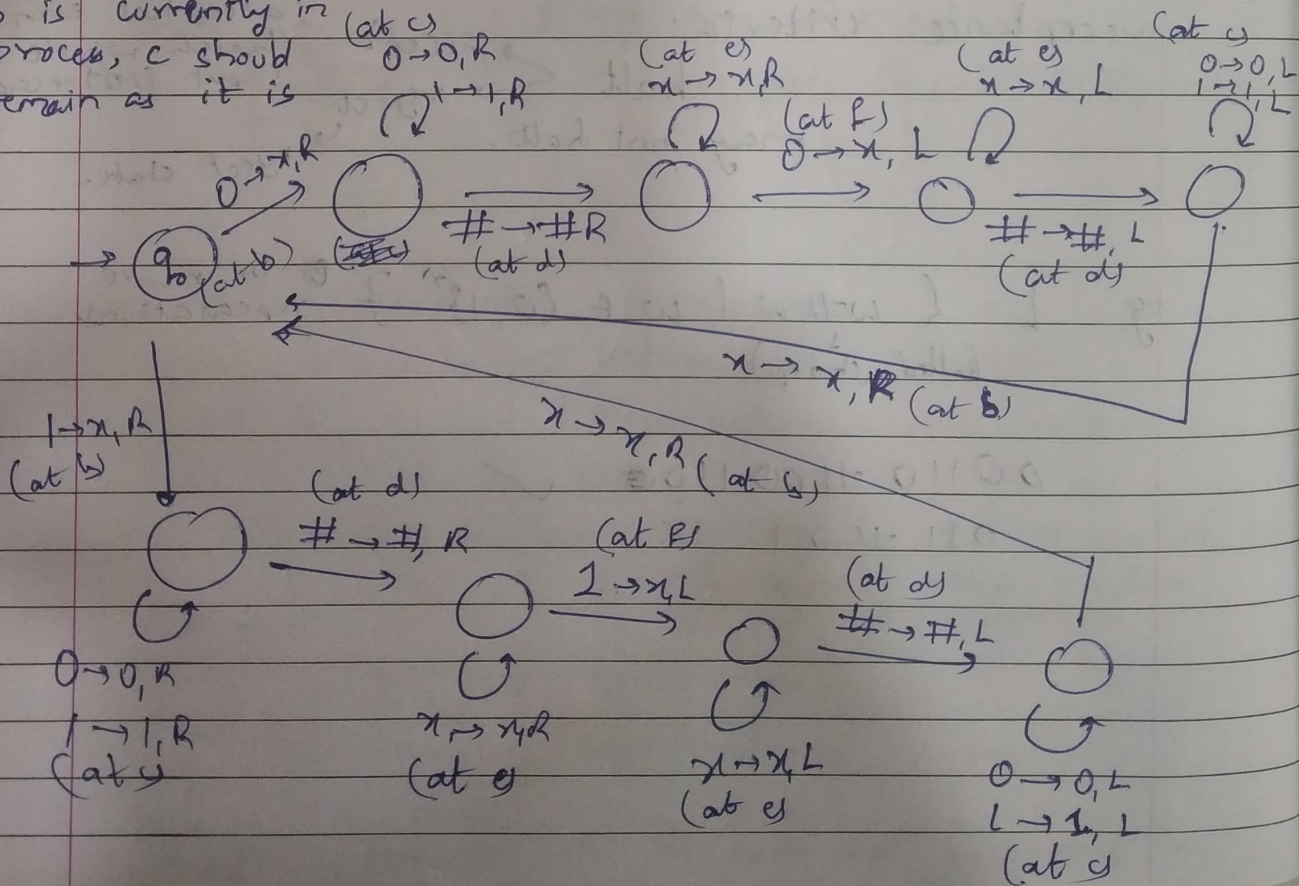 is currently in
process, c should
remain as it is
(at c)
0→0,R
1→1,R
(at e)
x→x,R
(at f)
0→x, L
(at e)
x→x, L
(at c)
0→0,L
1→1,L
0→x,R
#→#R
(at d)
#→#, L
(at d)
q0 (at b)
x→x, R (at b)
x→x, R (at b)
1→x, R
(at b)
(at d)
#→#, R
(at f)
1→x,L
(at d)
#→#,L
0→0,R
1→1,R
(at c)
x→x,R
(at e)
x→x,L
(at e)
0→0,L
1→1, L
(at c)